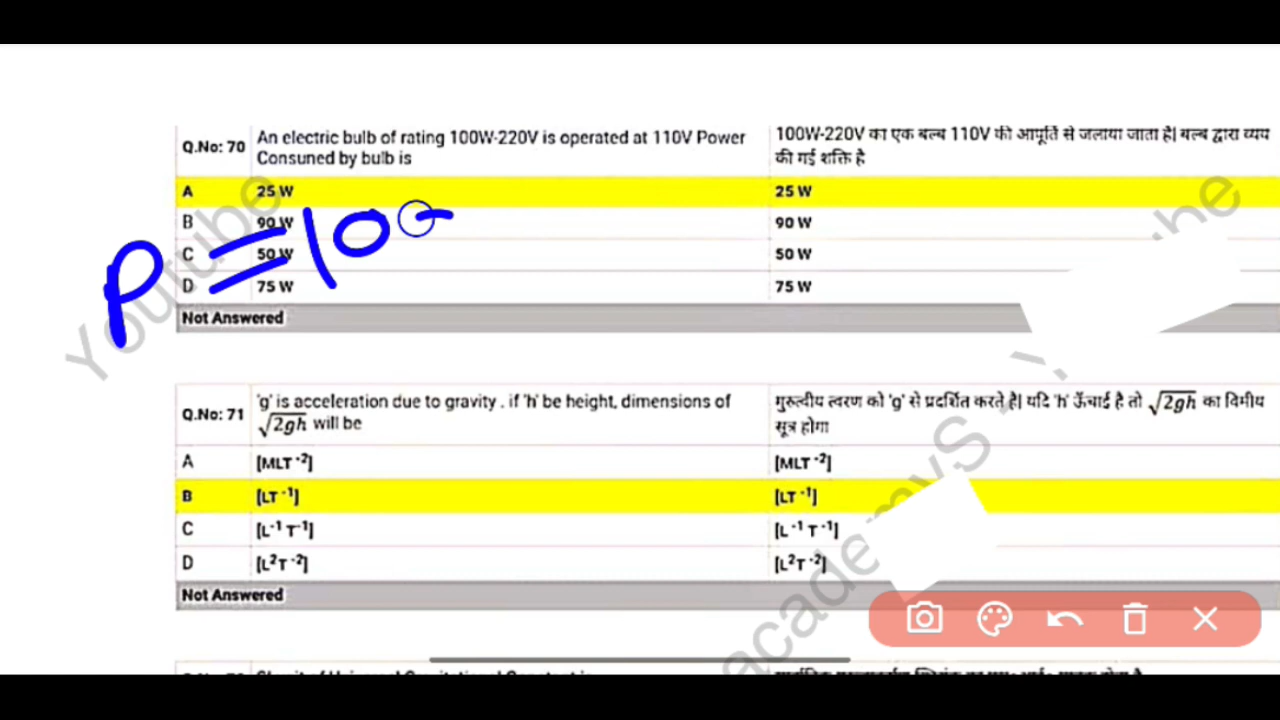 Q.No: 70 An electric bulb of rating 100W-220V is operated at 110V Power
Consuned by bulb is
100W-220V का एक बल्ब 110V की आपूर्ति से जलाया जाता है| बल्ब द्वारा व्यय
की गई शक्ति है
A 25 W 25 W
B 90 W 90 W
C 50 W 50 W
D 75 W 75 W
Not Answered
P = 100
Q.No: 71 'g' is acceleration due to gravity . if 'h' be height, dimensions of
√2gh will be
गुरुत्वीय त्वरण को 'g' से प्रदर्शित करते है| यदि 'h' ऊँचाई है तो √2gh का विमीय
सूत्र होगा
A [MLT⁻²] [MLT⁻²]
B [LT⁻¹] [LT⁻¹]
C [L⁻¹T⁻¹] [L⁻¹T⁻¹]
D [L²T⁻²] [L²T⁻²]
Not Answered
Youtube